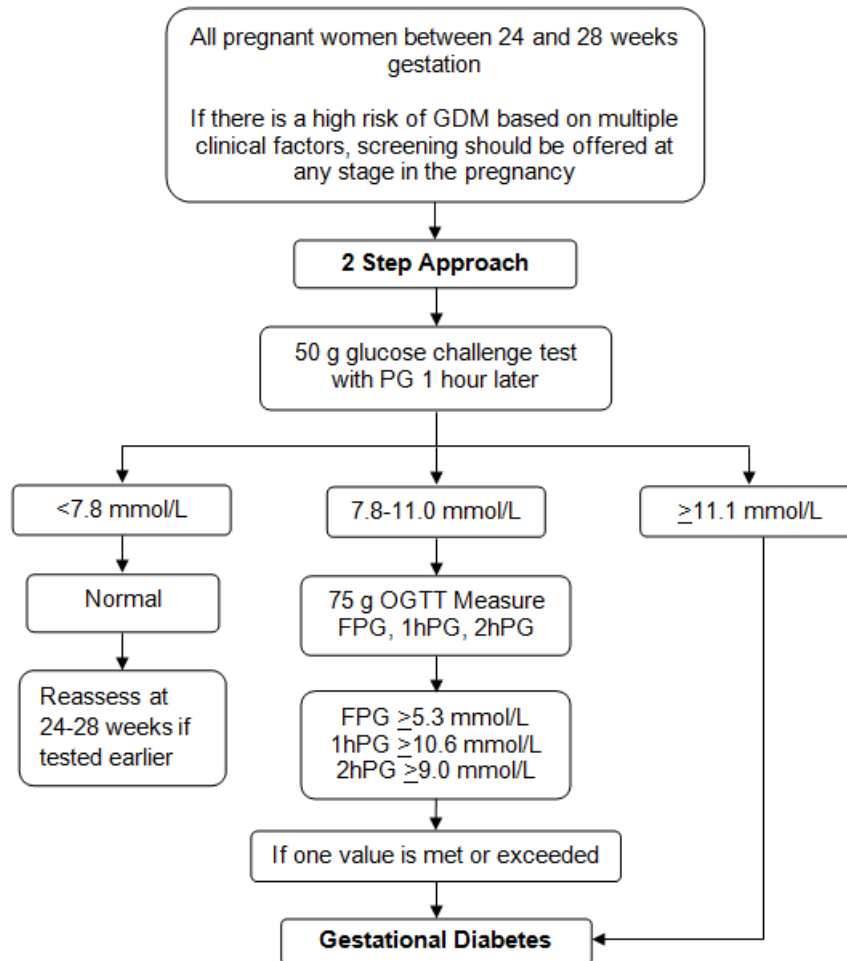 All pregnant women between 24 and 28 weeks
gestation
If there is a high risk of GDM based on multiple
clinical factors, screening should be offered at
any stage in the pregnancy
2 Step Approach
50 g glucose challenge test
with PG 1 hour later
<7.8 mmol/L
7.8-11.0 mmol/L
≥11.1 mmol/L
Normal
75 g OGTT Measure
FPG, 1hPG, 2hPG
Reassess at
24-28 weeks if
tested earlier
FPG ≥5.3 mmol/L
1hPG ≥10.6 mmol/L
2hPG ≥9.0 mmol/L
If one value is met or exceeded
Gestational Diabetes